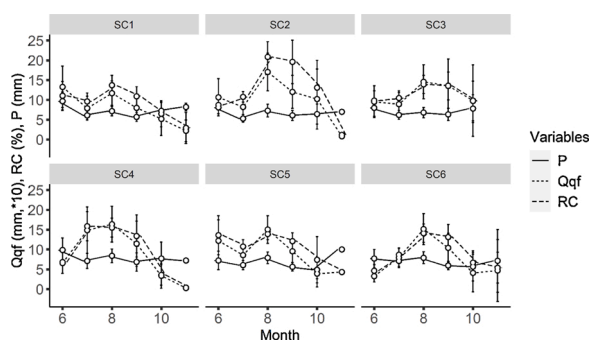 SC1 SC2 SC3
25
20
15
10
5
0
SC4 SC5 SC6
25
20
15
10
5
0
6 8 10 6 8 10 6 8 10
Month
Qqf (mm,*10), RC (%), P (mm)
Variables
P
Qqf
RC